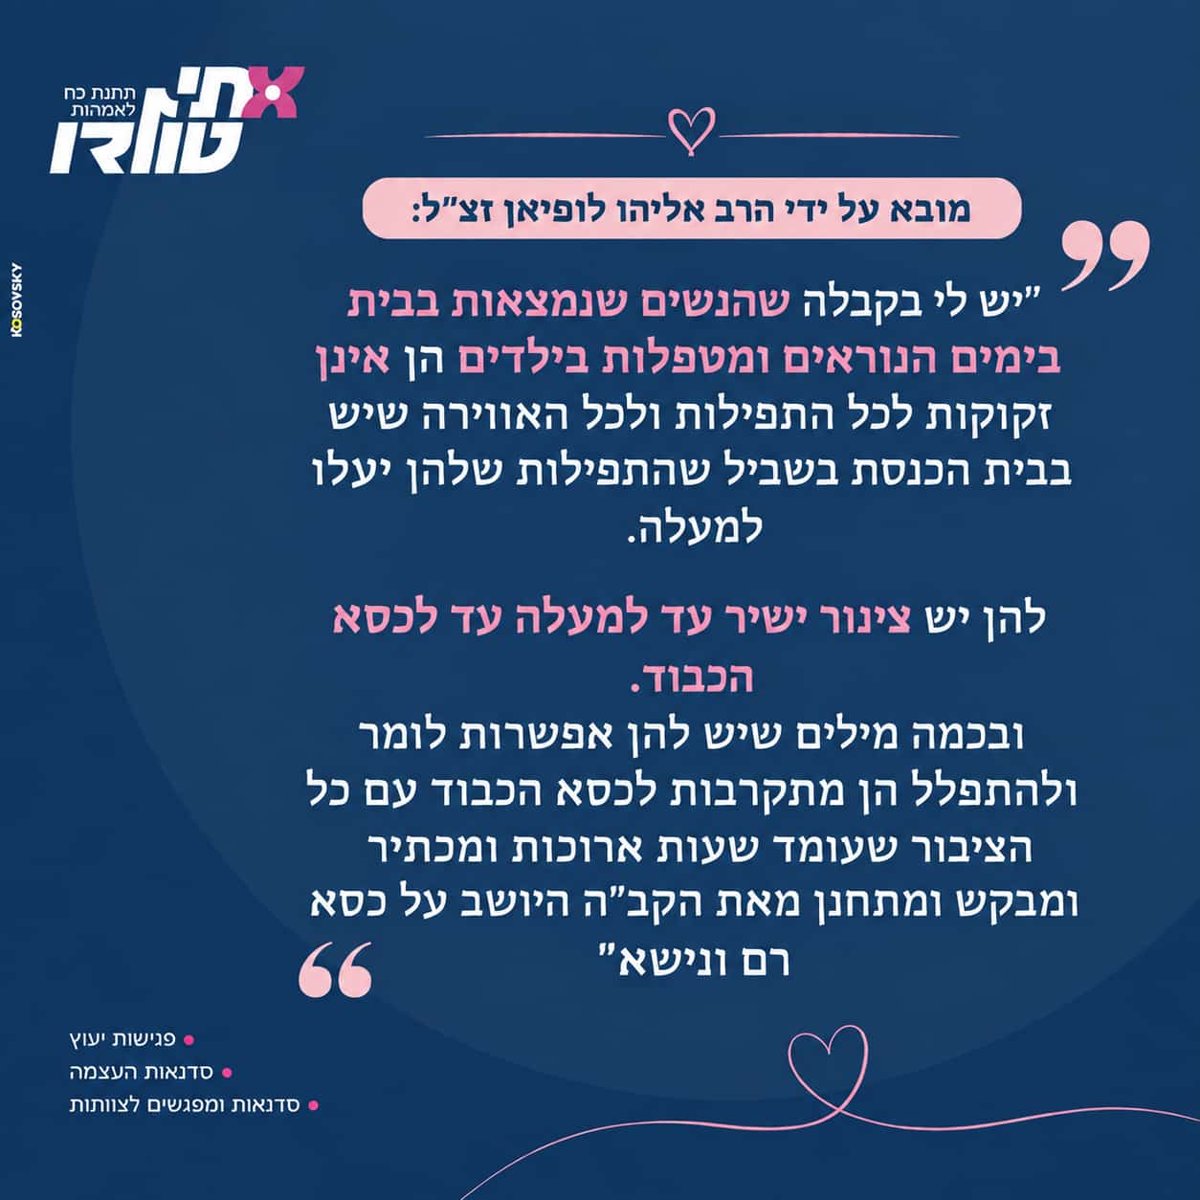 אתי
טולדו
תחנת כח
לאמהות
KOSOVSKY
מובא על ידי הרב אליהו לופיאן זצ"ל:
"יש לי בקבלה שהנשים שנמצאות בבית
בימים הנוראים ומטפלות בילדים הן אינן
זקוקות לכל התפילות ולכל האווירה שיש
בבית הכנסת בשביל שהתפילות שלהן יעלו
למעלה.
להן יש צינור ישיר עד למעלה עד לכסא
הכבוד.
ובכמה מילים שיש להן אפשרות לומר
ולהתפלל הן מתקרבות לכסא הכבוד עם כל
הציבור שעומד שעות ארוכות ומכתיר
ומבקש ומתחנן מאת הקב"ה היושב על כסא
רם ונישא"
• פגישות יעוץ
• סדנאות העצמה
• סדנאות ומפגשים לצוותות